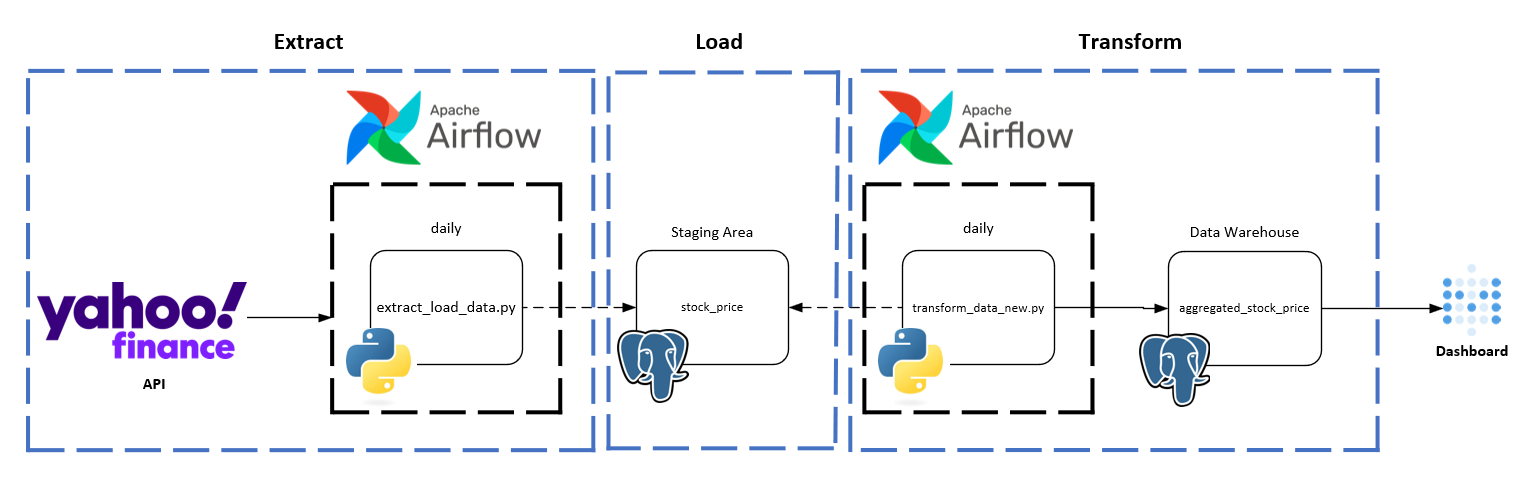 Extract
Load
Transform
Apache
Airflow
Apache
Airflow
daily
Staging Area
daily
Data Warehouse
yahoo!
finance
API
extract_load_data.py
stock_price
transform_data_new.py
aggregated_stock_price
Dashboard